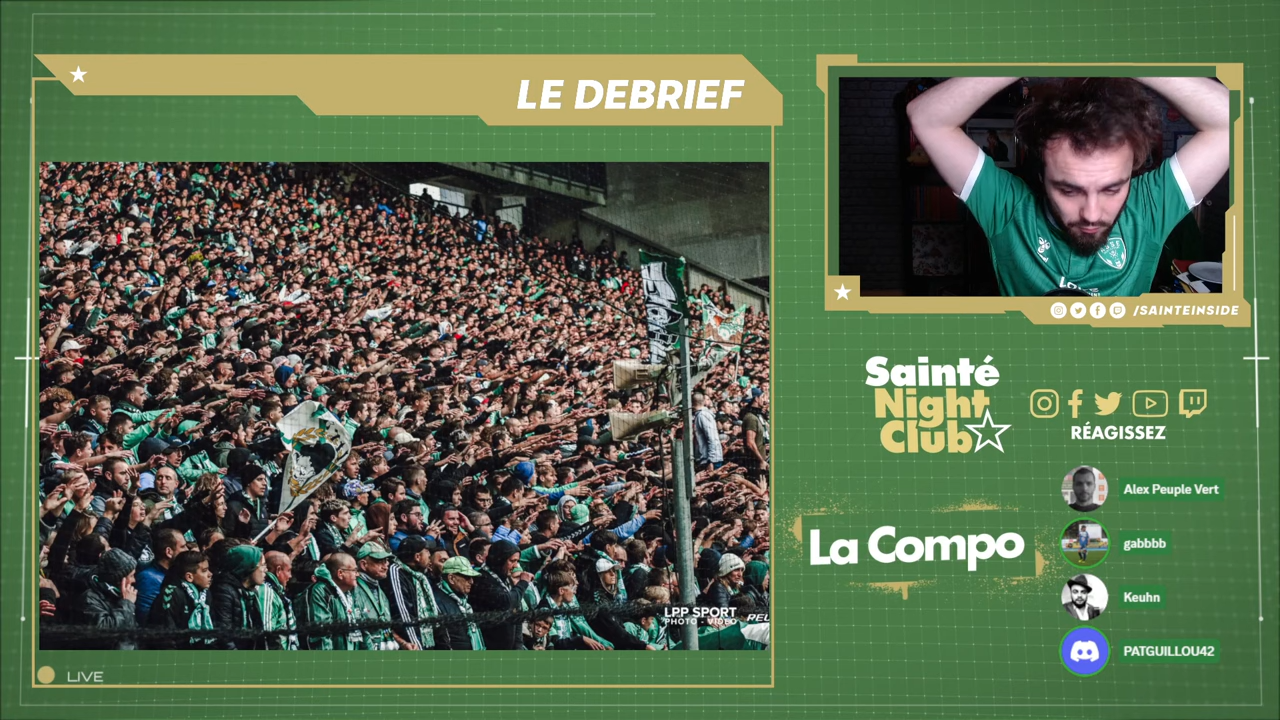 LE DEBRIEF
/SAINTEINSIDE
Sainté
Night
Club
RÉAGISSEZ
La Compo
Alex Peuple Vert
gabbbb
Keuhn
PATGUILLOU42
LPP SPORT
PHOTO - VIDEO
LIVE